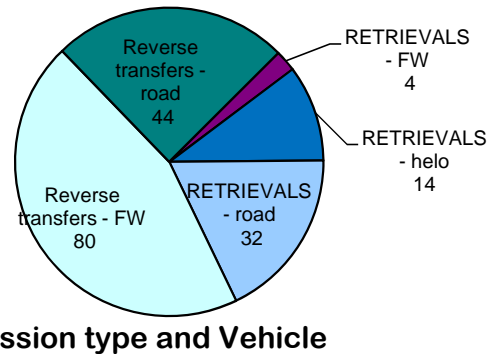 Reverse
transfers -
road
44
RETRIEVALS
- FW
4
RETRIEVALS
- helo
14
RETRIEVALS
- road
32
Reverse
transfers - FW
80
ssion type and Vehicle